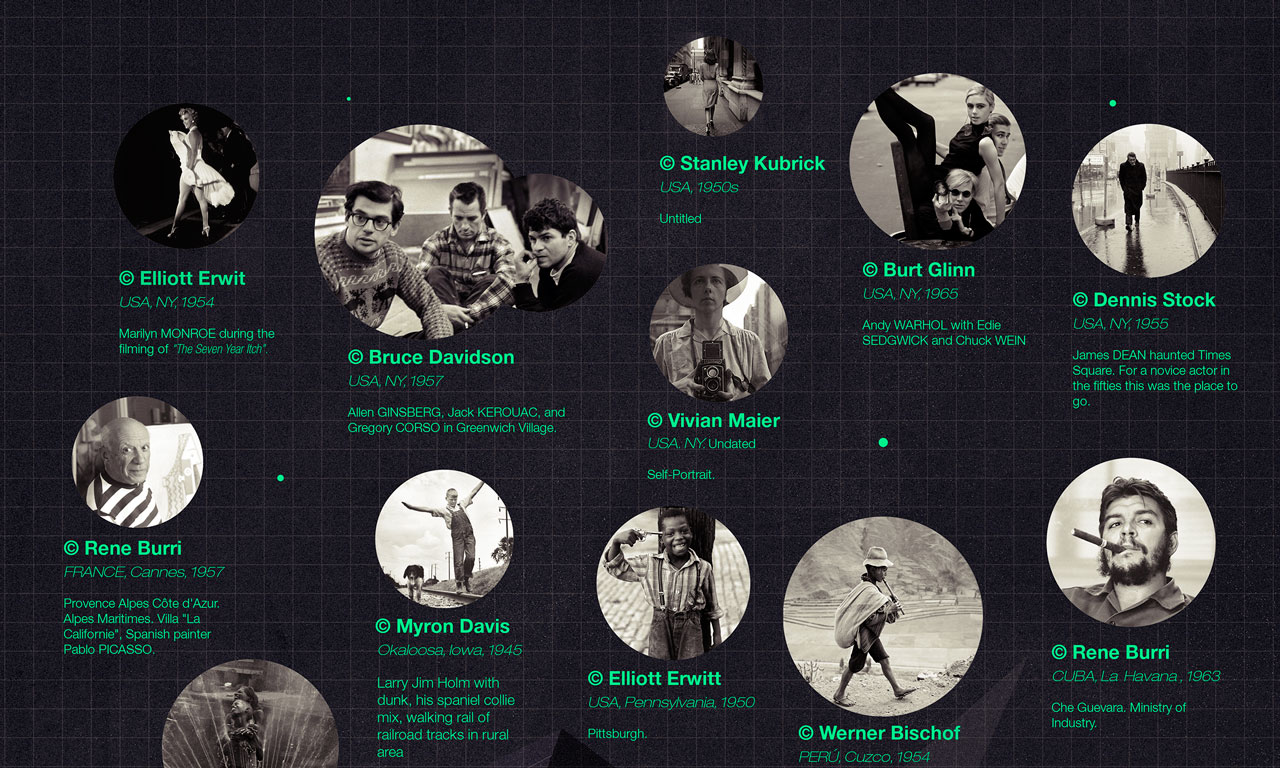 © Stanley Kubrick
USA, 1950s
Untitled
© Elliott Erwit
USA, NY, 1954
Marilyn MONROE during the
filming of "The Seven Year Itch".
© Bruce Davidson
USA, NY, 1957
Allen GINSBERG, Jack KEROUAC, and
Gregory CORSO in Greenwich Village.
© Burt Glinn
USA, NY, 1965
Andy WARHOL with Edie
SEDGWICK and Chuck WEIN
© Dennis Stock
USA, NY, 1955
James DEAN haunted Times
Square. For a novice actor in
the fifties this was the place to
go.
© Vivian Maier
USA. NY. Undated
Self-Portrait.
© Rene Burri
FRANCE, Cannes, 1957
Provence Alpes Côte d'Azur.
Alpes Maritimes. Villa "La
Californie", Spanish painter
Pablo PICASSO.
© Myron Davis
Okaloosa, Iowa, 1945
Larry Jim Holm with
dunk, his spaniel collie
mix, walking rail of
railroad tracks in rural
area
© Elliott Erwitt
USA, Pennsylvania, 1950
Pittsburgh.
© Werner Bischof
PERÚ, Cuzco, 1954
© Rene Burri
CUBA, La Havana , 1963
Che Guevara. Ministry of
Industry.